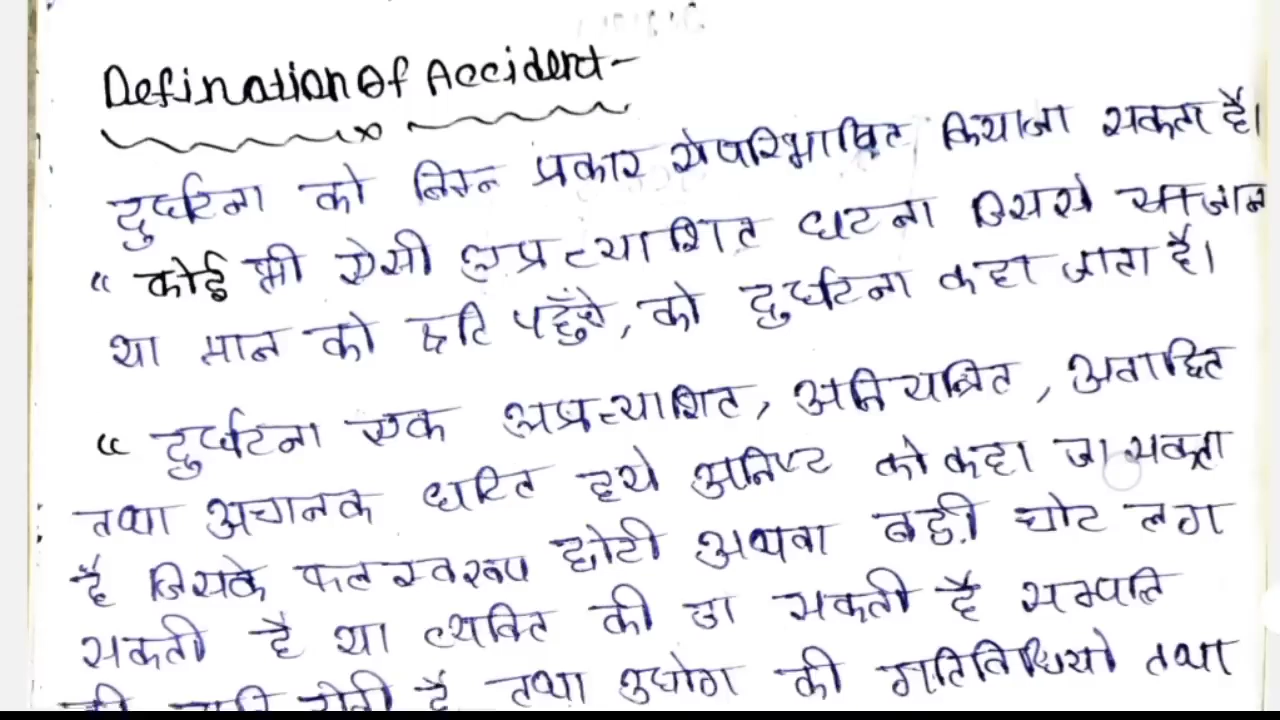 Defination Of Accident-
दुर्घटना को निम्न प्रकार से परिभाषित किया जा सकता है।
“ कोई भी ऐसी अप्रत्याशित घटना जिससे जान
या माल को क्षति पहुँचे, को दुर्घटना कहा जाता है।
“ दुर्घटना एक अप्रत्याशित, अनियंत्रित, अवांछित
तथा अचानक घटित हुये अनिष्ट को कहा जा सकता
है जिसके फलस्वरूप छोटी अथवा बड़ी चोट लग
सकती है या व्यक्ति की जा सकती है सम्पति
की है तथा उद्योग की गतिविधियो तथा